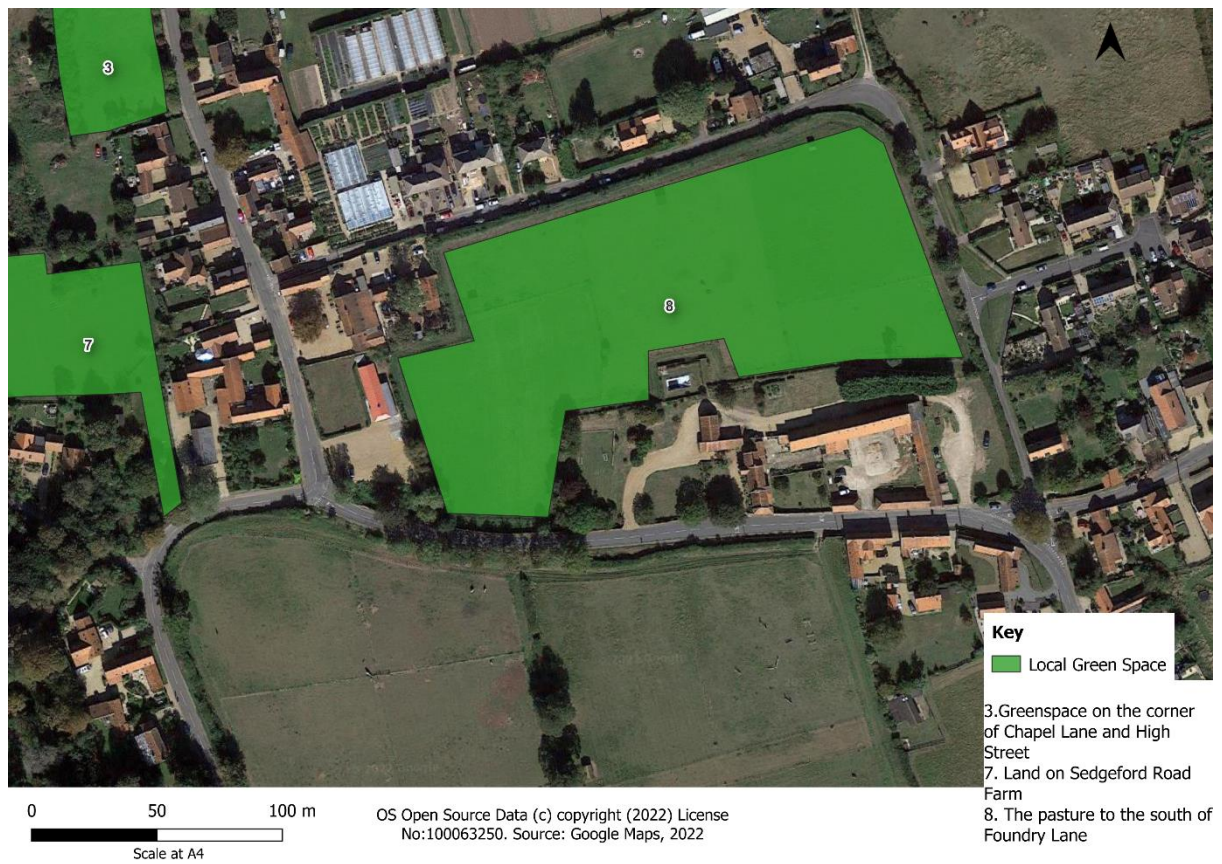 3
7
8
Key
Local Green Space
3.Greenspace on the corner
of Chapel Lane and High
Street
7. Land on Sedgeford Road
Farm
8. The pasture to the south of
Foundry Lane
0 50 100 m
Scale at A4
OS Open Source Data (c) copyright (2022) License
No:100063250. Source: Google Maps, 2022